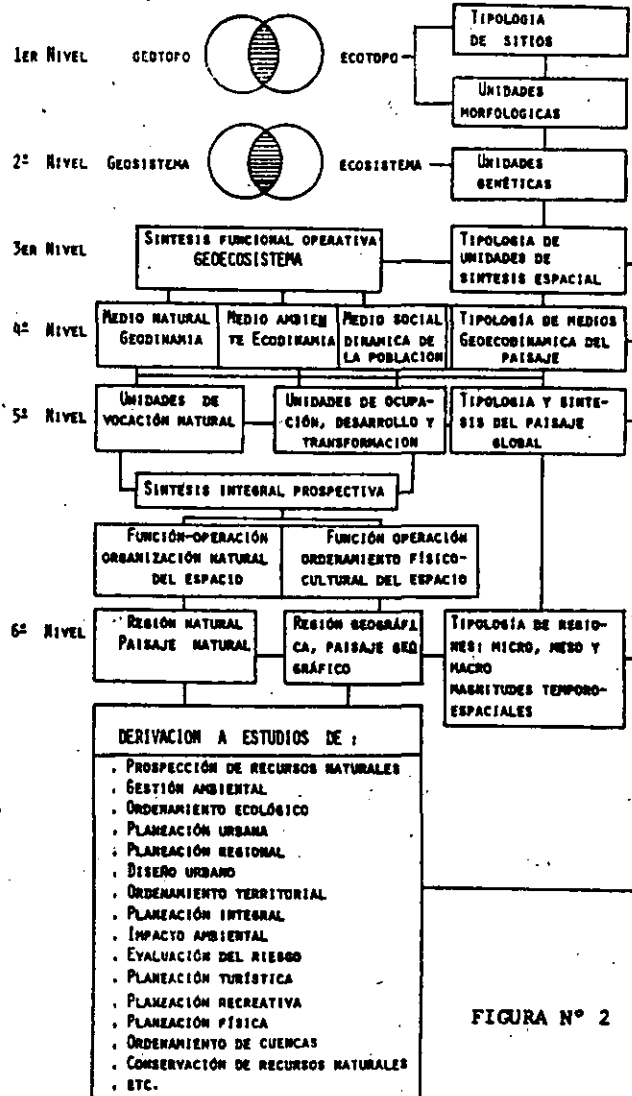 1ER NIVEL
GEOTOPO
ECOTOPO
TIPOLOGIA
DE SITIOS
UNIDADES
MORFOLOGICAS
2º NIVEL
GEOSISTEMA
ECOSISTEMA
UNIDADES
GENÉTICAS
3ER NIVEL
SINTESIS FUNCIONAL OPERATIVA
GEOECOSISTEMA
TIPOLOGÍA DE
UNIDADES DE
SINTESIS ESPACIAL
4º NIVEL
MEDIO NATURAL
GEODINAMIA
MEDIO AMBIEN
TE ECODINAMIA
MEDIO SOCIAL
DINAMICA DE
LA POBLACION
TIPOLOGÍA DE MEDIOS
GEOECODINAMICA DEL
PAISAJE
5º NIVEL
UNIDADES DE
VOCACIÓN NATURAL
UNIDADES DE OCUPA-
CIÓN, DESARROLLO Y
TRANSFORMACION
TIPOLOGIA Y SINTE-
SIS DEL PAISAJE
GLOBAL
SINTESIS INTEGRAL PROSPECTIVA
FUNCIÓN-OPERACIÓN
ORGANIZACIÓN NATURAL
DEL ESPACIO
FUNCIÓN OPERACIÓN
ORDENAMIENTO FÍSICO-
CULTURAL DEL ESPACIO
6º NIVEL
REGIÓN NATURAL
PAISAJE NATURAL
REGIÓN GEOGRÁFI
CA, PAISAJE GEO
GRÁFICO
TIPOLOGÍA DE REGIO-
NES: MICRO, MESO Y
MACRO
MAGNITUDES TEMPORO-
ESPACIALES
DERIVACION A ESTUDIOS DE :
. PROSPECCIÓN DE RECURSOS NATURALES
. GESTIÓN AMBIENTAL
. ORDENAMIENTO ECOLÓGICO
. PLANEACIÓN URBANA
. PLANEACIÓN REGIONAL
. DISEÑO URBANO
. ORDENAMIENTO TERRITORIAL
. PLANEACIÓN INTEGRAL
. IMPACTO AMBIENTAL
. EVALUACIÓN DEL RIESGO
. PLANEACIÓN TURÍSTICA
. PLANEACIÓN RECREATIVA
. PLANEACIÓN FÍSICA
. ORDENAMIENTO DE CUENCAS
. CONSERVACIÓN DE RECURSOS NATURALES
. ETC.
FIGURA N° 2